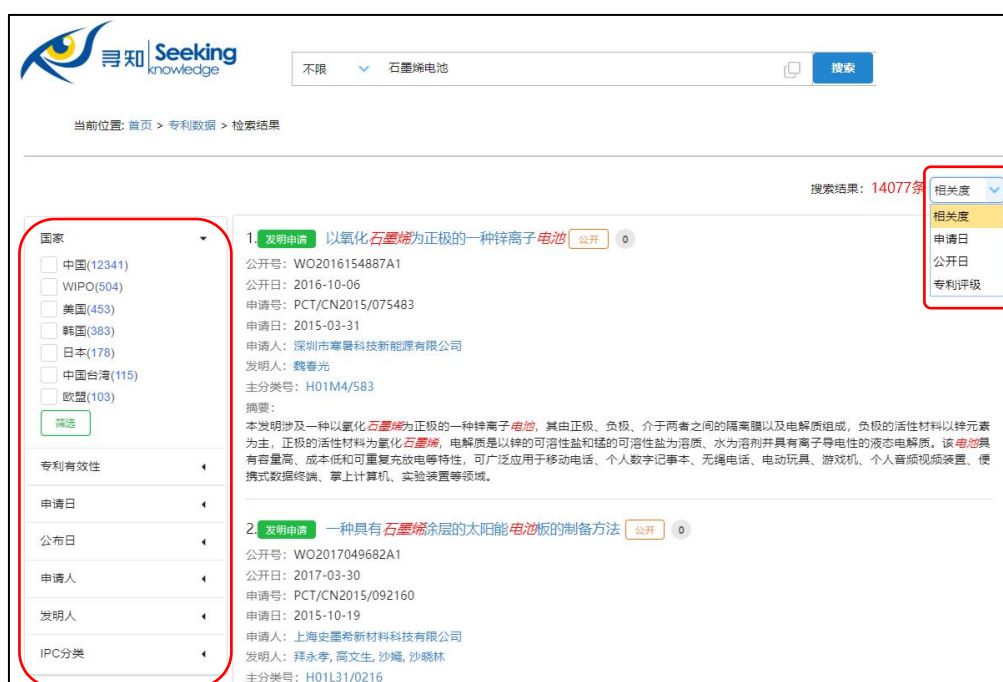 寻知 Seeking
knowledge
不限 石墨烯电池 搜索
当前位置: 首页 > 专利数据 > 检索结果
搜索结果: 14077条 相关度
相关度
申请日
公开日
专利评级
国家
中国(12341)
WIPO(504)
美国(453)
韩国(383)
日本(178)
中国台湾(115)
欧盟(103)
筛选
专利有效性
申请日
公布日
申请人
发明人
IPC分类
1. 发明申请 以氧化石墨烯为正极的一种锌离子电池 公开 0
公开号: WO2016154887A1
公开日: 2016-10-06
申请号: PCT/CN2015/075483
申请日: 2015-03-31
申请人: 深圳市寒暑科技新能源有限公司
发明人: 魏春光
主分类号: H01M4/583
摘要:
本发明涉及一种以氧化石墨烯为正极的一种锌离子电池, 其由正极、负极、介于两者之间的隔离膜以及电解质组成, 负极的活性材料以锌元素
为主, 正极的活性材料为氧化石墨烯, 电解质是以锌的可溶性盐和锰的可溶性盐为溶质、水为溶剂并具有离子导电性的液态电解质。该电池具
有容量高、成本低和可重复充放电等特性, 可广泛应用于移动电话、个人数字记事本、无绳电话、电动玩具、游戏机、个人音频视频装置、便
携式数据终端、掌上计算机、实验装置等领域。
2. 发明申请 一种具有石墨烯涂层的太阳能电池板的制备方法 公开 0
公开号: WO2017049682A1
公开日: 2017-03-30
申请号: PCT/CN2015/092160
申请日: 2015-10-19
申请人: 上海史墨希新材料科技有限公司
发明人: 拜永孝, 高文生, 沙嫣, 沙晓林
主分类号: H01L31/0216